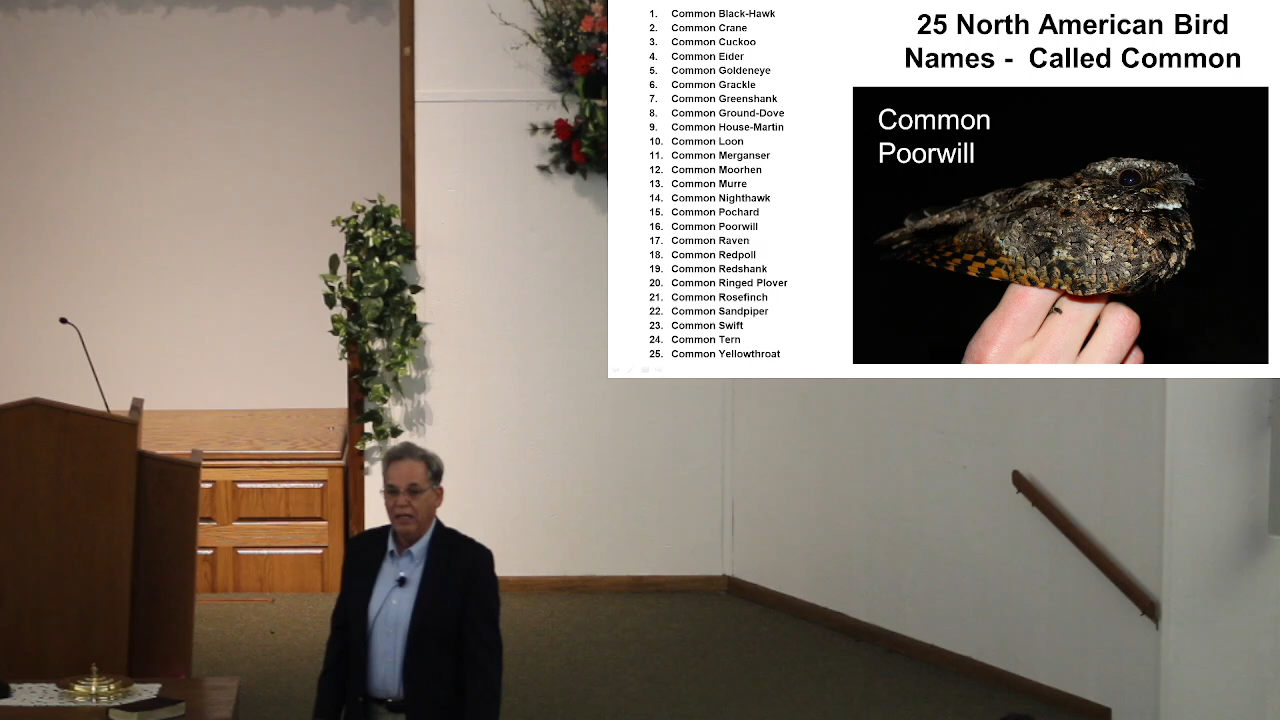 1. Common Black-Hawk
2. Common Crane
3. Common Cuckoo
4. Common Eider
5. Common Goldeneye
6. Common Grackle
7. Common Greenshank
8. Common Ground-Dove
9. Common House-Martin
10. Common Loon
11. Common Merganser
12. Common Moorhen
13. Common Murre
14. Common Nighthawk
15. Common Pochard
16. Common Poorwill
17. Common Raven
18. Common Redpoll
19. Common Redshank
20. Common Ringed Plover
21. Common Rosefinch
22. Common Sandpiper
23. Common Swift
24. Common Tern
25. Common Yellowthroat
25 North American Bird
Names - Called Common
Common
Poorwill